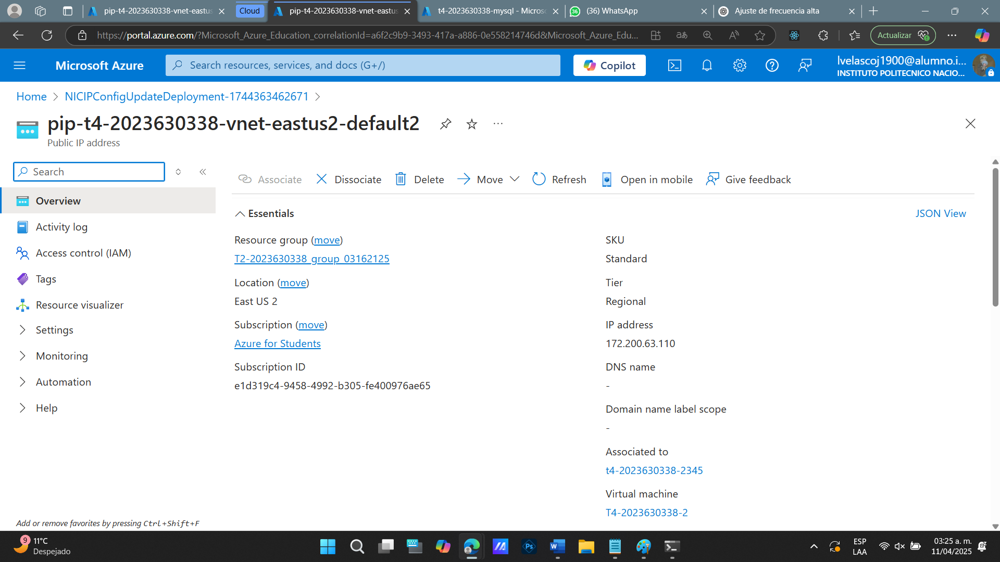 pip-t4-2023630338-vnet-eastus
Cloud
pip-t4-2023630338-vnet-eastus
t4-2023630338-mysql - Microso
36
(36) WhatsApp
Ajuste de frecuencia alta
https://portal.azure.com/?Microsoft_Azure_Education_correlationId=a6f2c9b9-3493-417a-a886-0e558214746d&Microsoft_Azure_Edu...
Actualizar
Microsoft Azure
Search resources, services, and docs (G+/)
Copilot
lvelascoj1900@alumno.i...
INSTITUTO POLITECNICO NACIO...
Home > NICIPConfigUpdateDeployment-1744363462671 >
pip-t4-2023630338-vnet-eastus2-default2
Public IP address
Search
Associate
Dissociate
Delete
Move
Refresh
Open in mobile
Give feedback
Overview
Activity log
Access control (IAM)
Tags
Resource visualizer
Settings
Monitoring
Automation
Help
Add or remove favorites by pressing Ctrl+Shift+F
Essentials
JSON View
Resource group (move)
T2-2023630338_group_03162125
Location (move)
East US 2
Subscription (move)
Azure for Students
Subscription ID
e1d319c4-9458-4992-b305-fe400976ae65
SKU
Standard
Tier
Regional
IP address
172.200.63.110
DNS name
-
Domain name label scope
-
Associated to
t4-2023630338-2345
Virtual machine
T4-2023630338-2
9
11°C
Despejado
Ps
W
ESP
LAA
03:25 a. m.
11/04/2025